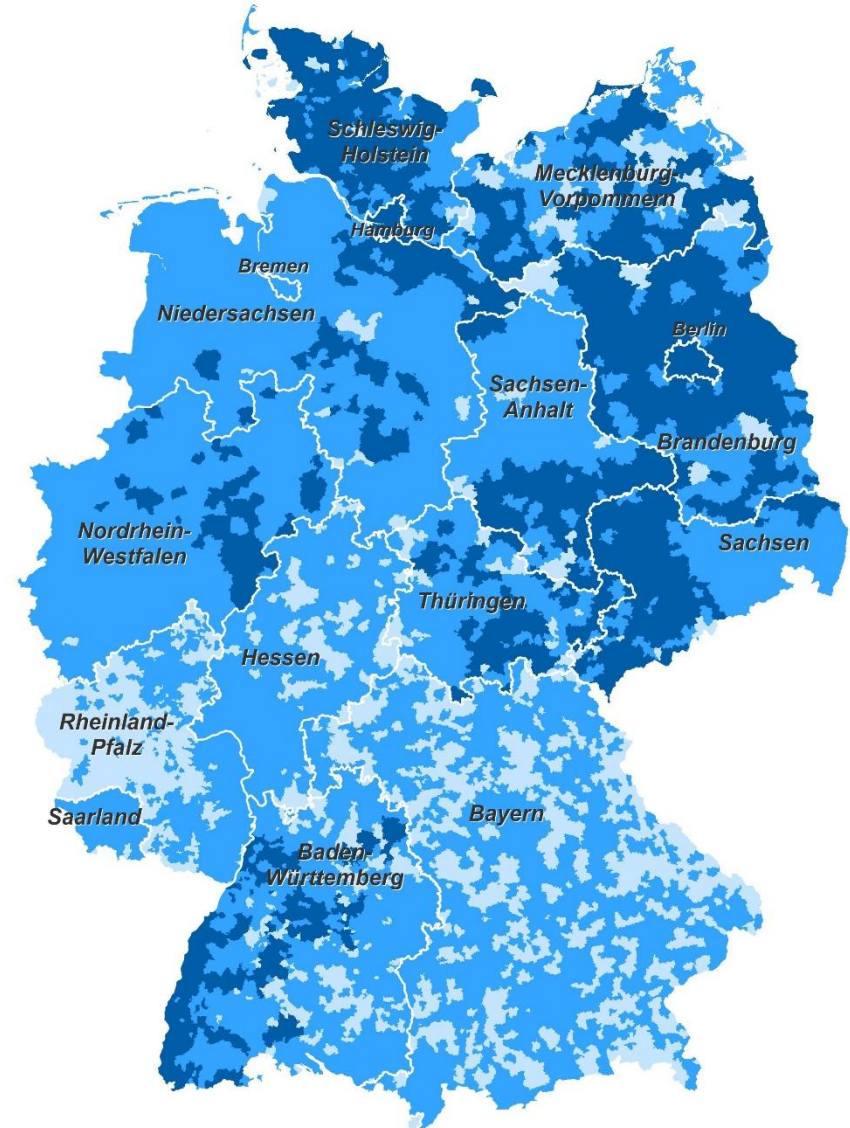 Schleswig-
Holstein
Mecklenburg-
Vorpommern
Hamburg
Bremen
Niedersachsen
Berlin
Sachsen-
Anhalt
Brandenburg
Nordrhein-
Westfalen
Sachsen
Thüringen
Hessen
Rheinland-
Pfalz
Saarland
Bayern
Baden-
Württemberg